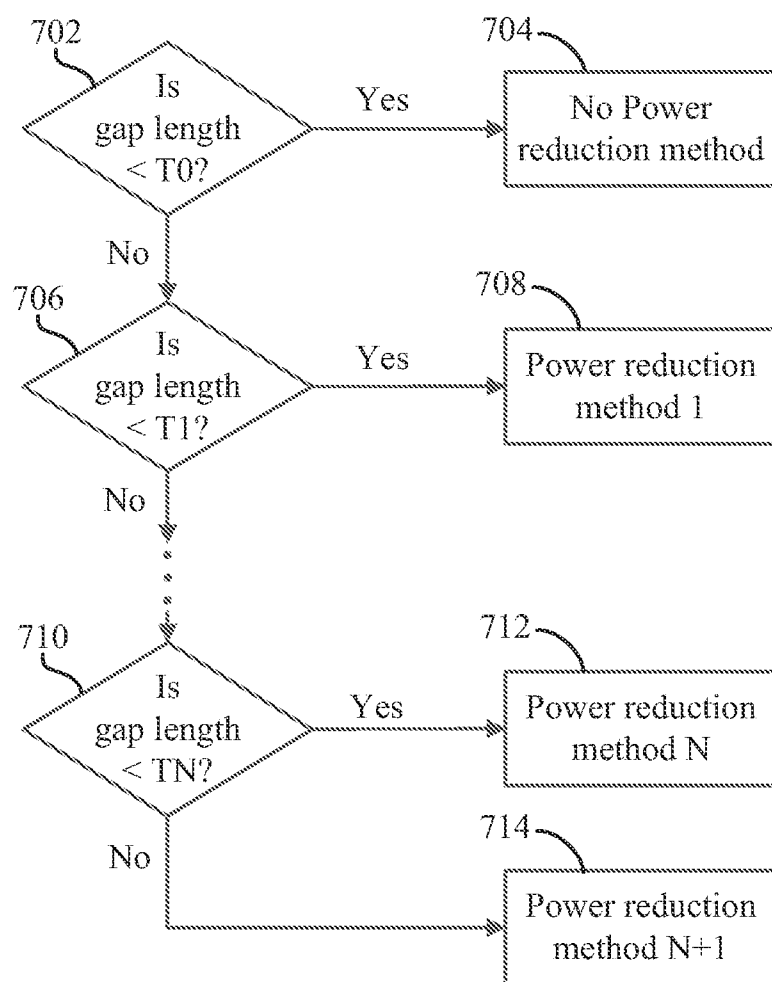 702
Is
gap length
< T0?
Yes
704
No Power
reduction method
No
706
Is
gap length
< T1?
Yes
708
Power reduction
method 1
No
710
Is
gap length
< TN?
Yes
712
Power reduction
method N
No
714
Power reduction
method N+1